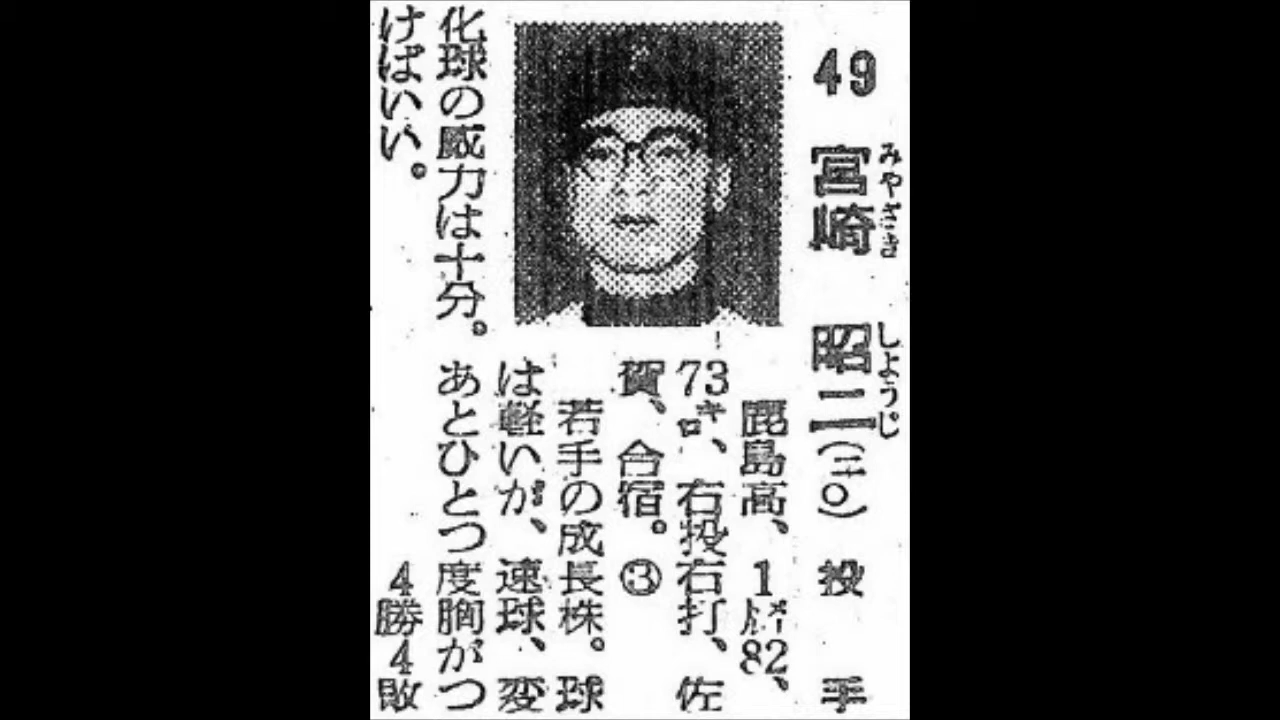 49 宮崎 昭二(二〇) 投手
みやざき しようじ
鹿島高、1㍍82、
73㌔、右投右打、佐
賀、合宿。③
若手の成長株。球
は軽いが、速球、変
化球の威力は十分。
あとひとつ度胸がつ
けばいい。
4勝4敗